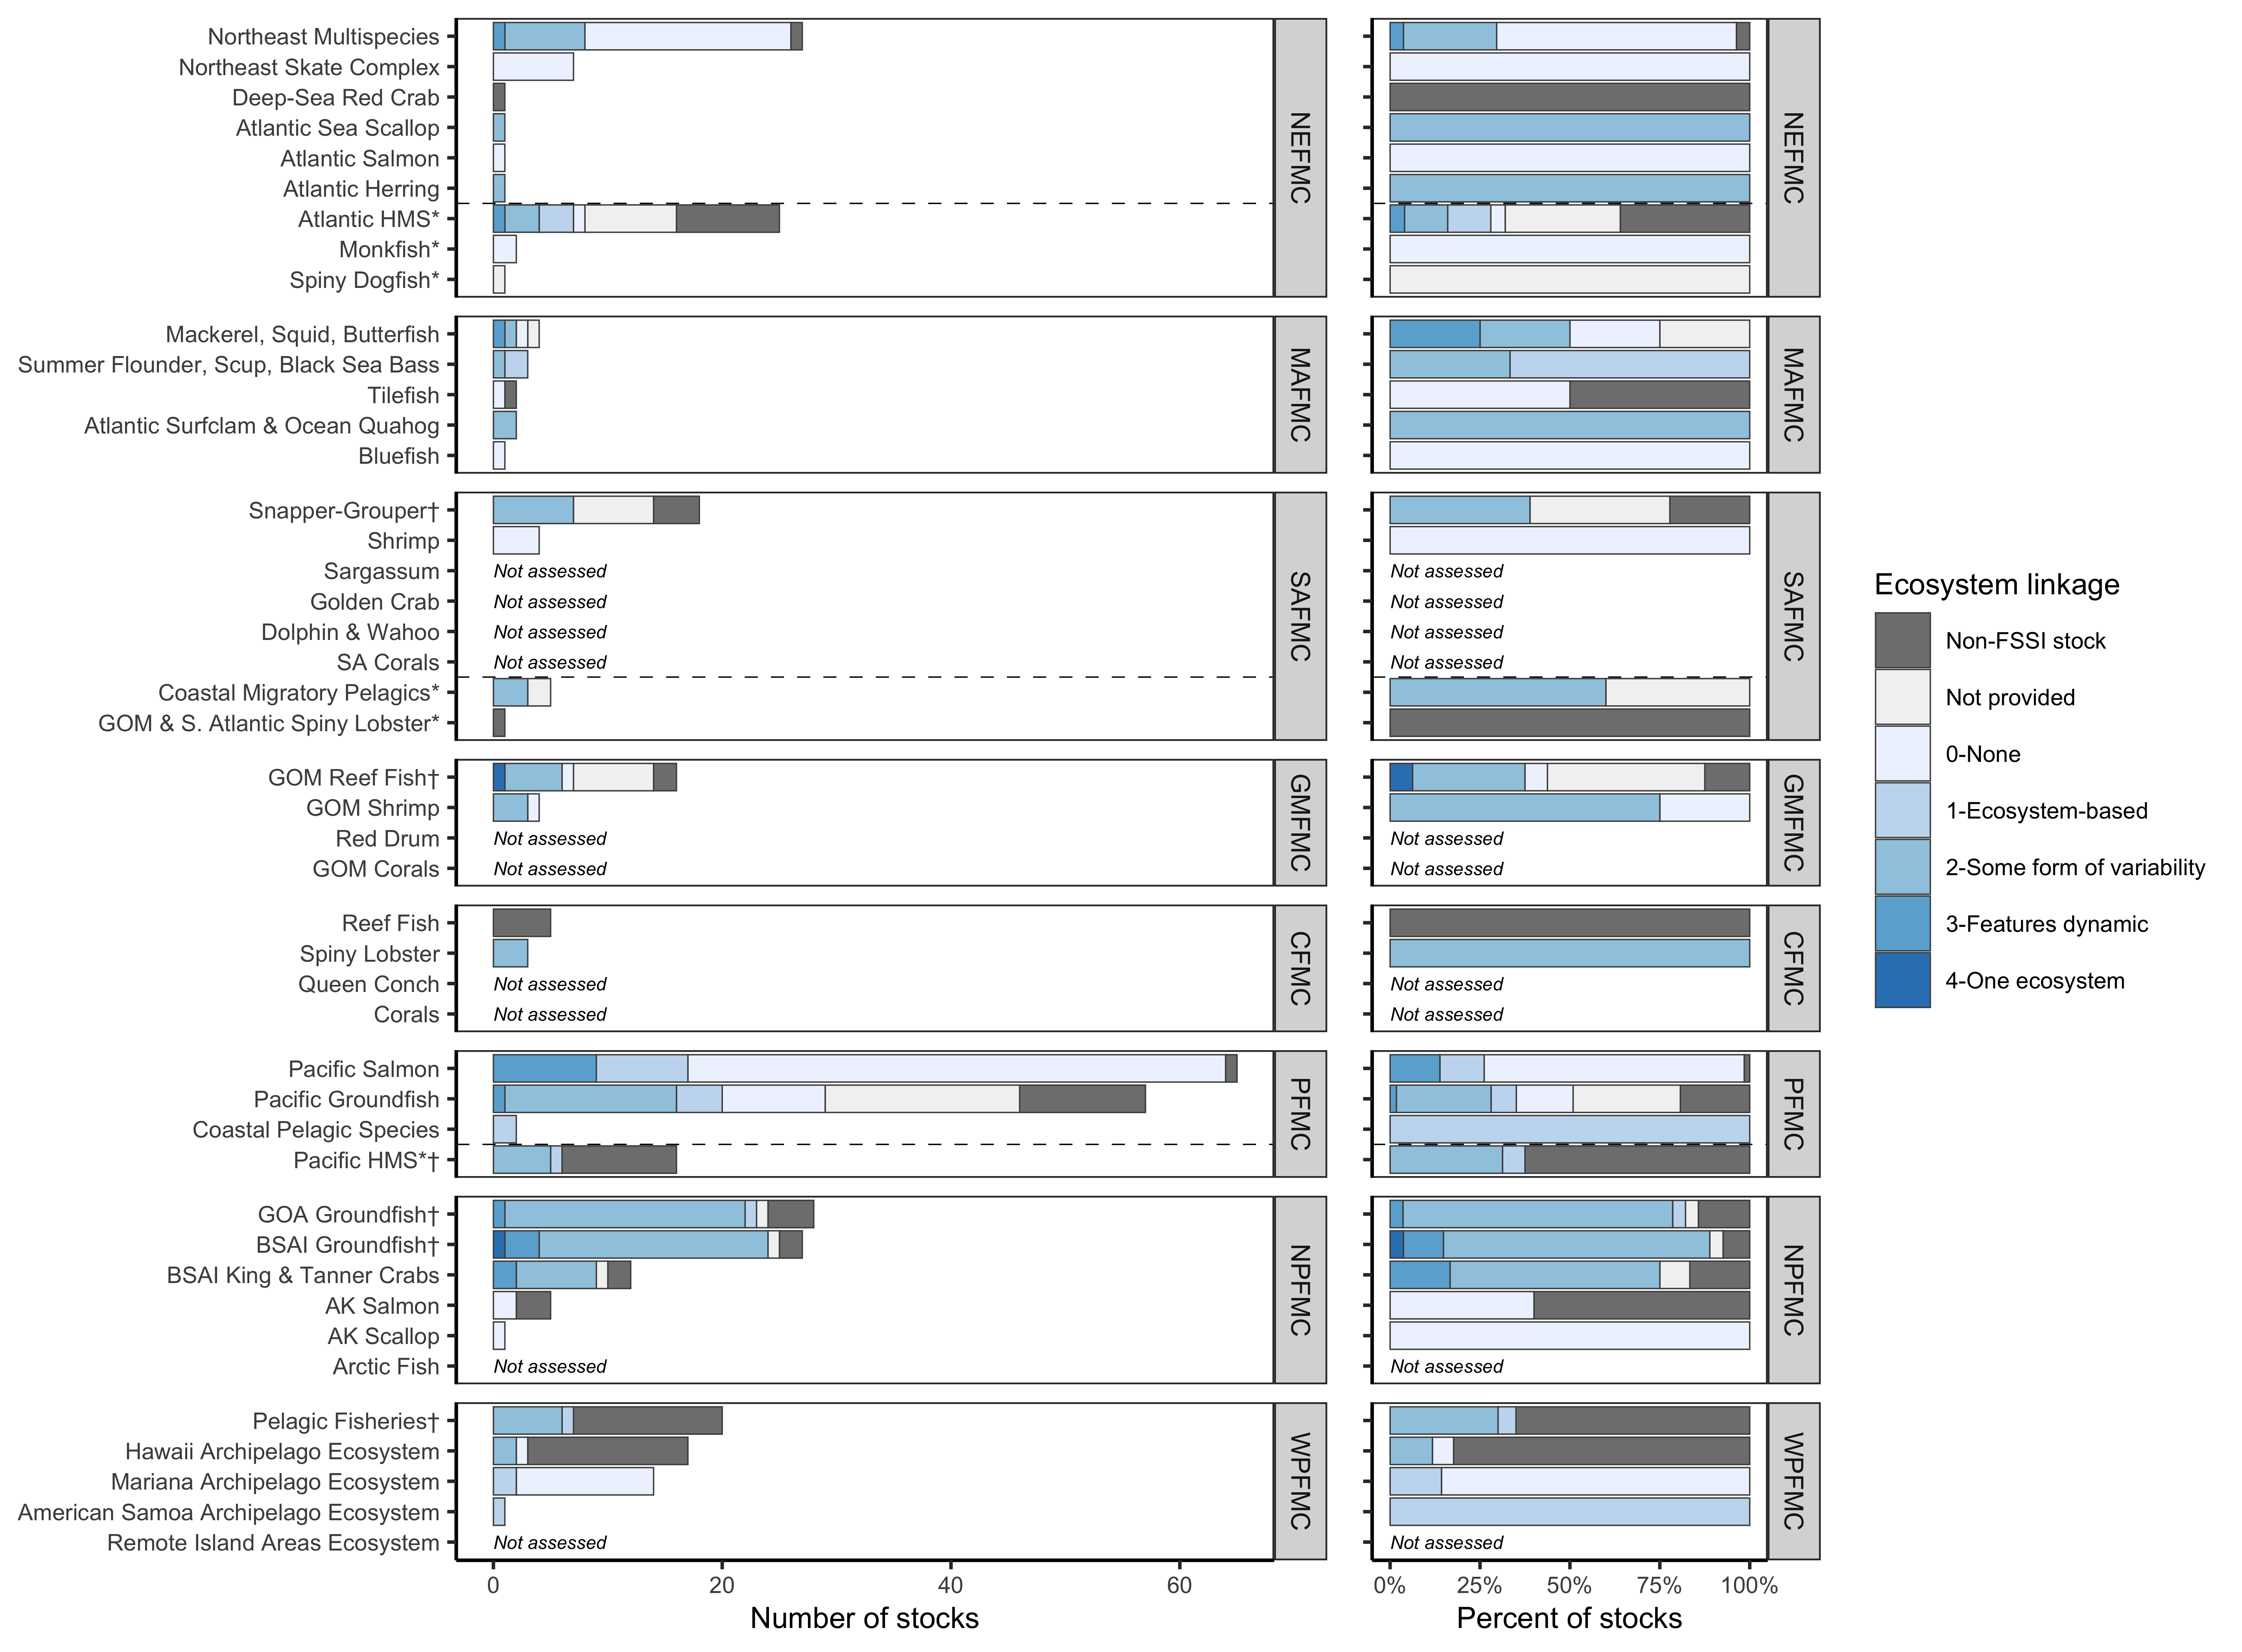 Northeast Multispecies
Northeast Skate Complex
Deep-Sea Red Crab
Atlantic Sea Scallop
Atlantic Salmon
Atlantic Herring
Atlantic HMS*
Monkfish*
Spiny Dogfish*
NEFMC
NEFMC
Mackerel, Squid, Butterfish
Summer Flounder, Scup, Black Sea Bass
Tilefish
Atlantic Surfclam & Ocean Quahog
Bluefish
MAFMC
MAFMC
Snapper-Grouper†
Shrimp
Sargassum
Not assessed
Not assessed
Golden Crab
Not assessed
Not assessed
Dolphin & Wahoo
Not assessed
Not assessed
SA Corals
Not assessed
Not assessed
Coastal Migratory Pelagics*
GOM & S. Atlantic Spiny Lobster*
SAFMC
SAFMC
GOM Reef Fish†
GOM Shrimp
Red Drum
Not assessed
Not assessed
GOM Corals
Not assessed
Not assessed
GMFMC
GMFMC
Reef Fish
Spiny Lobster
Queen Conch
Not assessed
Not assessed
Corals
Not assessed
Not assessed
CFMC
CFMC
Pacific Salmon
Pacific Groundfish
Coastal Pelagic Species
Pacific HMS*†
PFMC
PFMC
GOA Groundfish†
BSAI Groundfish†
BSAI King & Tanner Crabs
AK Salmon
AK Scallop
Arctic Fish
Not assessed
Not assessed
NPFMC
NPFMC
Pelagic Fisheries†
Hawaii Archipelago Ecosystem
Mariana Archipelago Ecosystem
American Samoa Archipelago Ecosystem
Remote Island Areas Ecosystem
Not assessed
Not assessed
WPFMC
WPFMC
0 20 40 60
Number of stocks
0% 25% 50% 75% 100%
Percent of stocks
Ecosystem linkage
Non-FSSI stock
Not provided
0-None
1-Ecosystem-based
2-Some form of variability
3-Features dynamic
4-One ecosystem